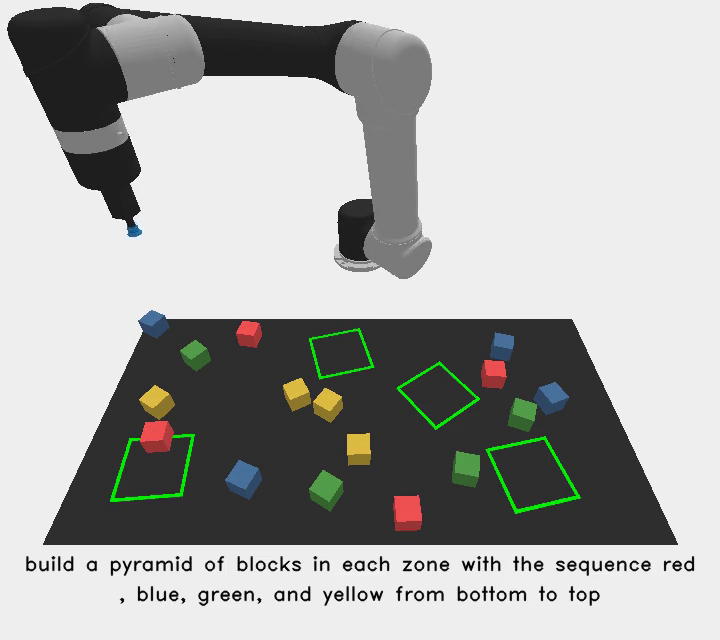 build a pyramid of blocks in each zone with the sequence red
, blue, green, and yellow from bottom to top